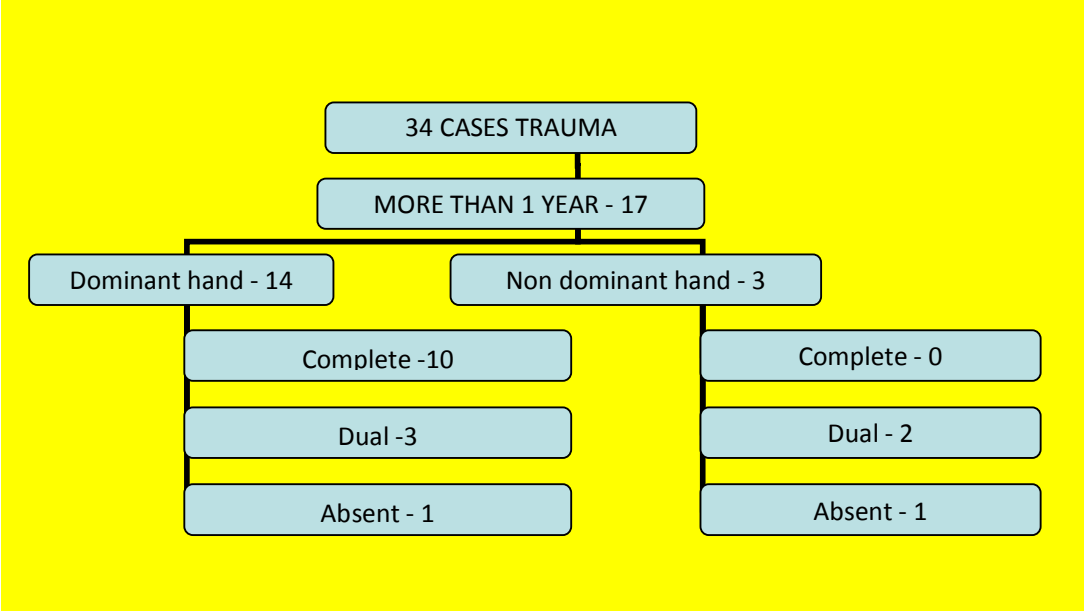 34 CASES TRAUMA
MORE THAN 1 YEAR - 17
Dominant hand - 14
Non dominant hand - 3
Complete -10
Complete - 0
Dual -3
Dual - 2
Absent - 1
Absent - 1